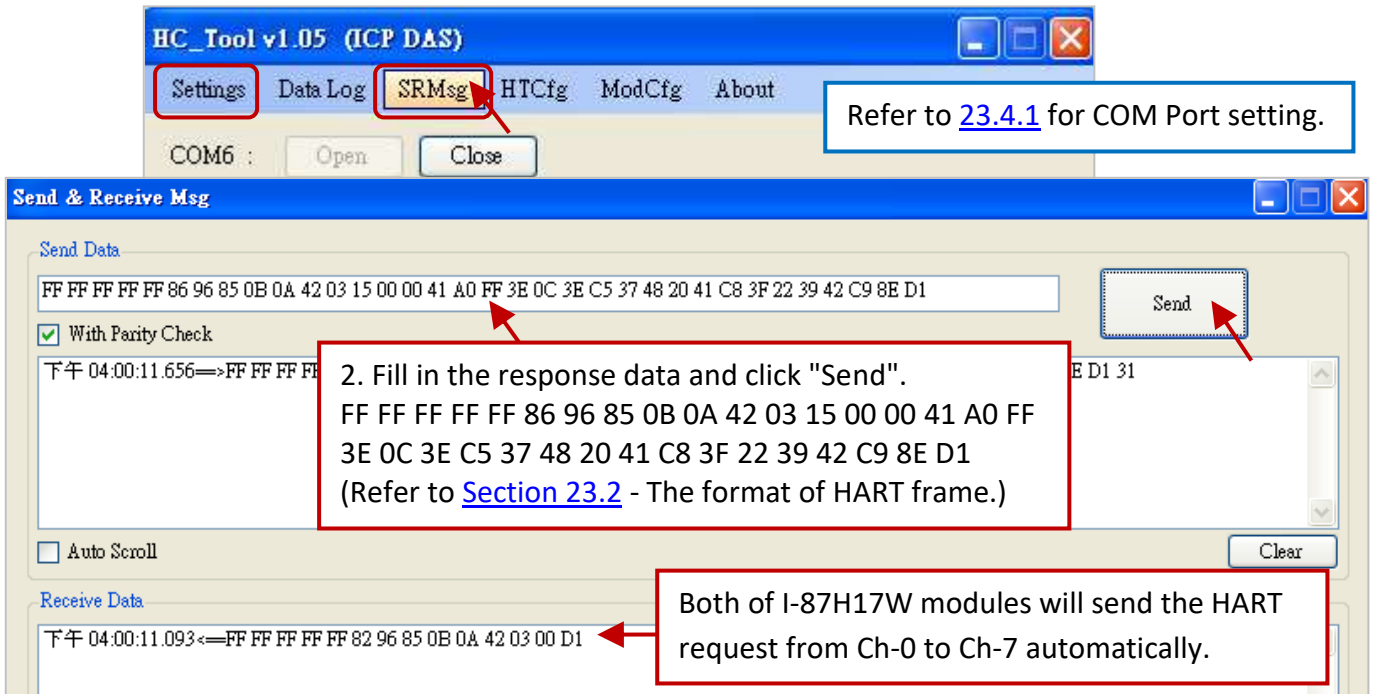 HC_Tool v1.05 (ICP DAS)
Settings Data Log SRMsg HTCfg ModCfg About
Refer to 23.4.1 for COM Port setting.
COM6 : Open Close
Send & Receive Msg
Send Data
FF FF FF FF FF 86 96 85 0B 0A 42 03 15 00 00 41 A0 FF 3E 0C 3E C5 37 48 20 41 C8 3F 22 39 42 C9 8E D1
Send
With Parity Check
下午 04:00:11.656==>FF FF FF FF
E D1 31
2. Fill in the response data and click "Send".
FF FF FF FF FF 86 96 85 0B 0A 42 03 15 00 00 41 A0 FF
3E 0C 3E C5 37 48 20 41 C8 3F 22 39 42 C9 8E D1
(Refer to Section 23.2 - The format of HART frame.)
Auto Scroll
Clear
Receive Data
下午 04:00:11.093<==FF FF FF FF FF 82 96 85 0B 0A 42 03 00 D1
Both of I-87H17W modules will send the HART
request from Ch-0 to Ch-7 automatically.